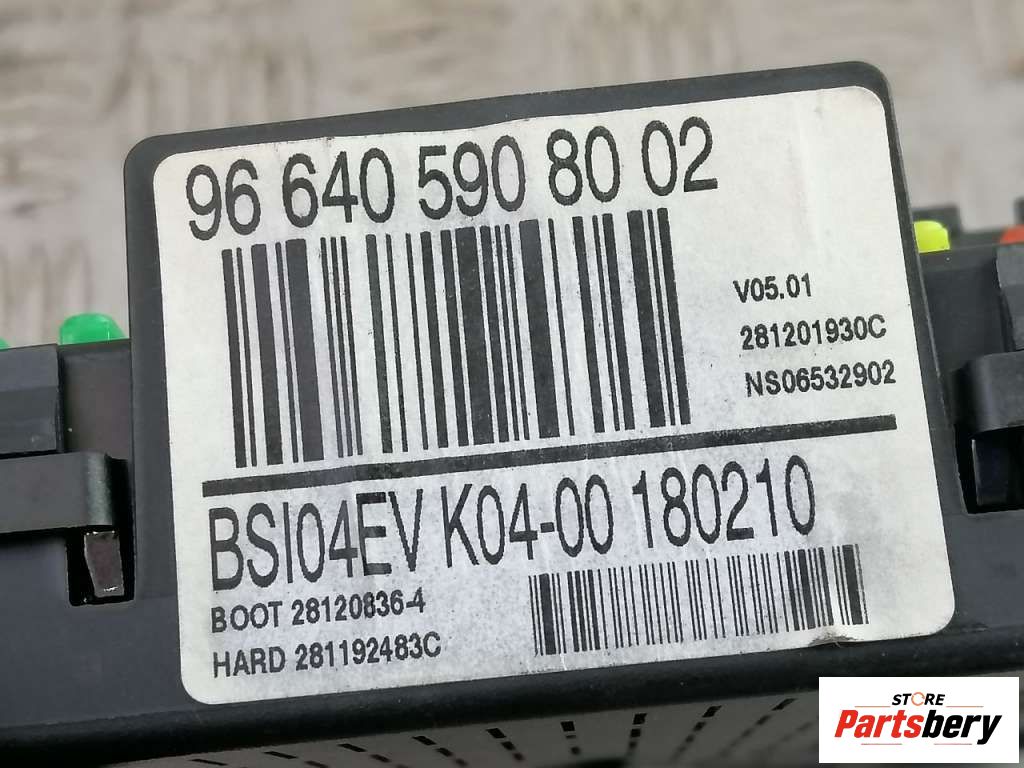 96 640 590 80 02
V05.01
281201930C
NS06532902
BSI04EV K04-00 180210
BOOT 28120836-4
HARD 281192483C
STORE
Partsbery